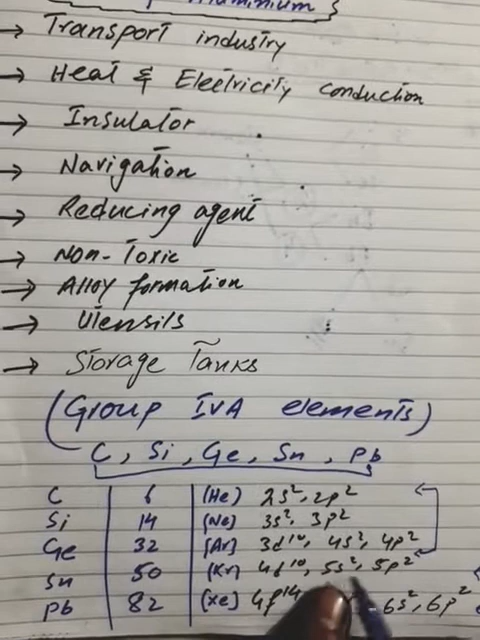 Aluminium's
→ Transport industry
→ Heat & Electricity conduction
→ Insulator
→ Navigation
→ Reducing agent
→ Non-Toxic
→ Alloy formation
→ Utensils
→ Storage Tanks
(Group IVA elements)
C, Si, Ge, Sn, Pb
C 6 (He) 2s², 2p²
Si 14 (Ne) 3s², 3p²
Ge 32 (Ar) 3d¹⁰, 4s², 4p²
Sn 50 (Kr) 4d¹⁰, 5s², 5p²
Pb 82 (Xe) 4f¹⁴ 6s², 6p²